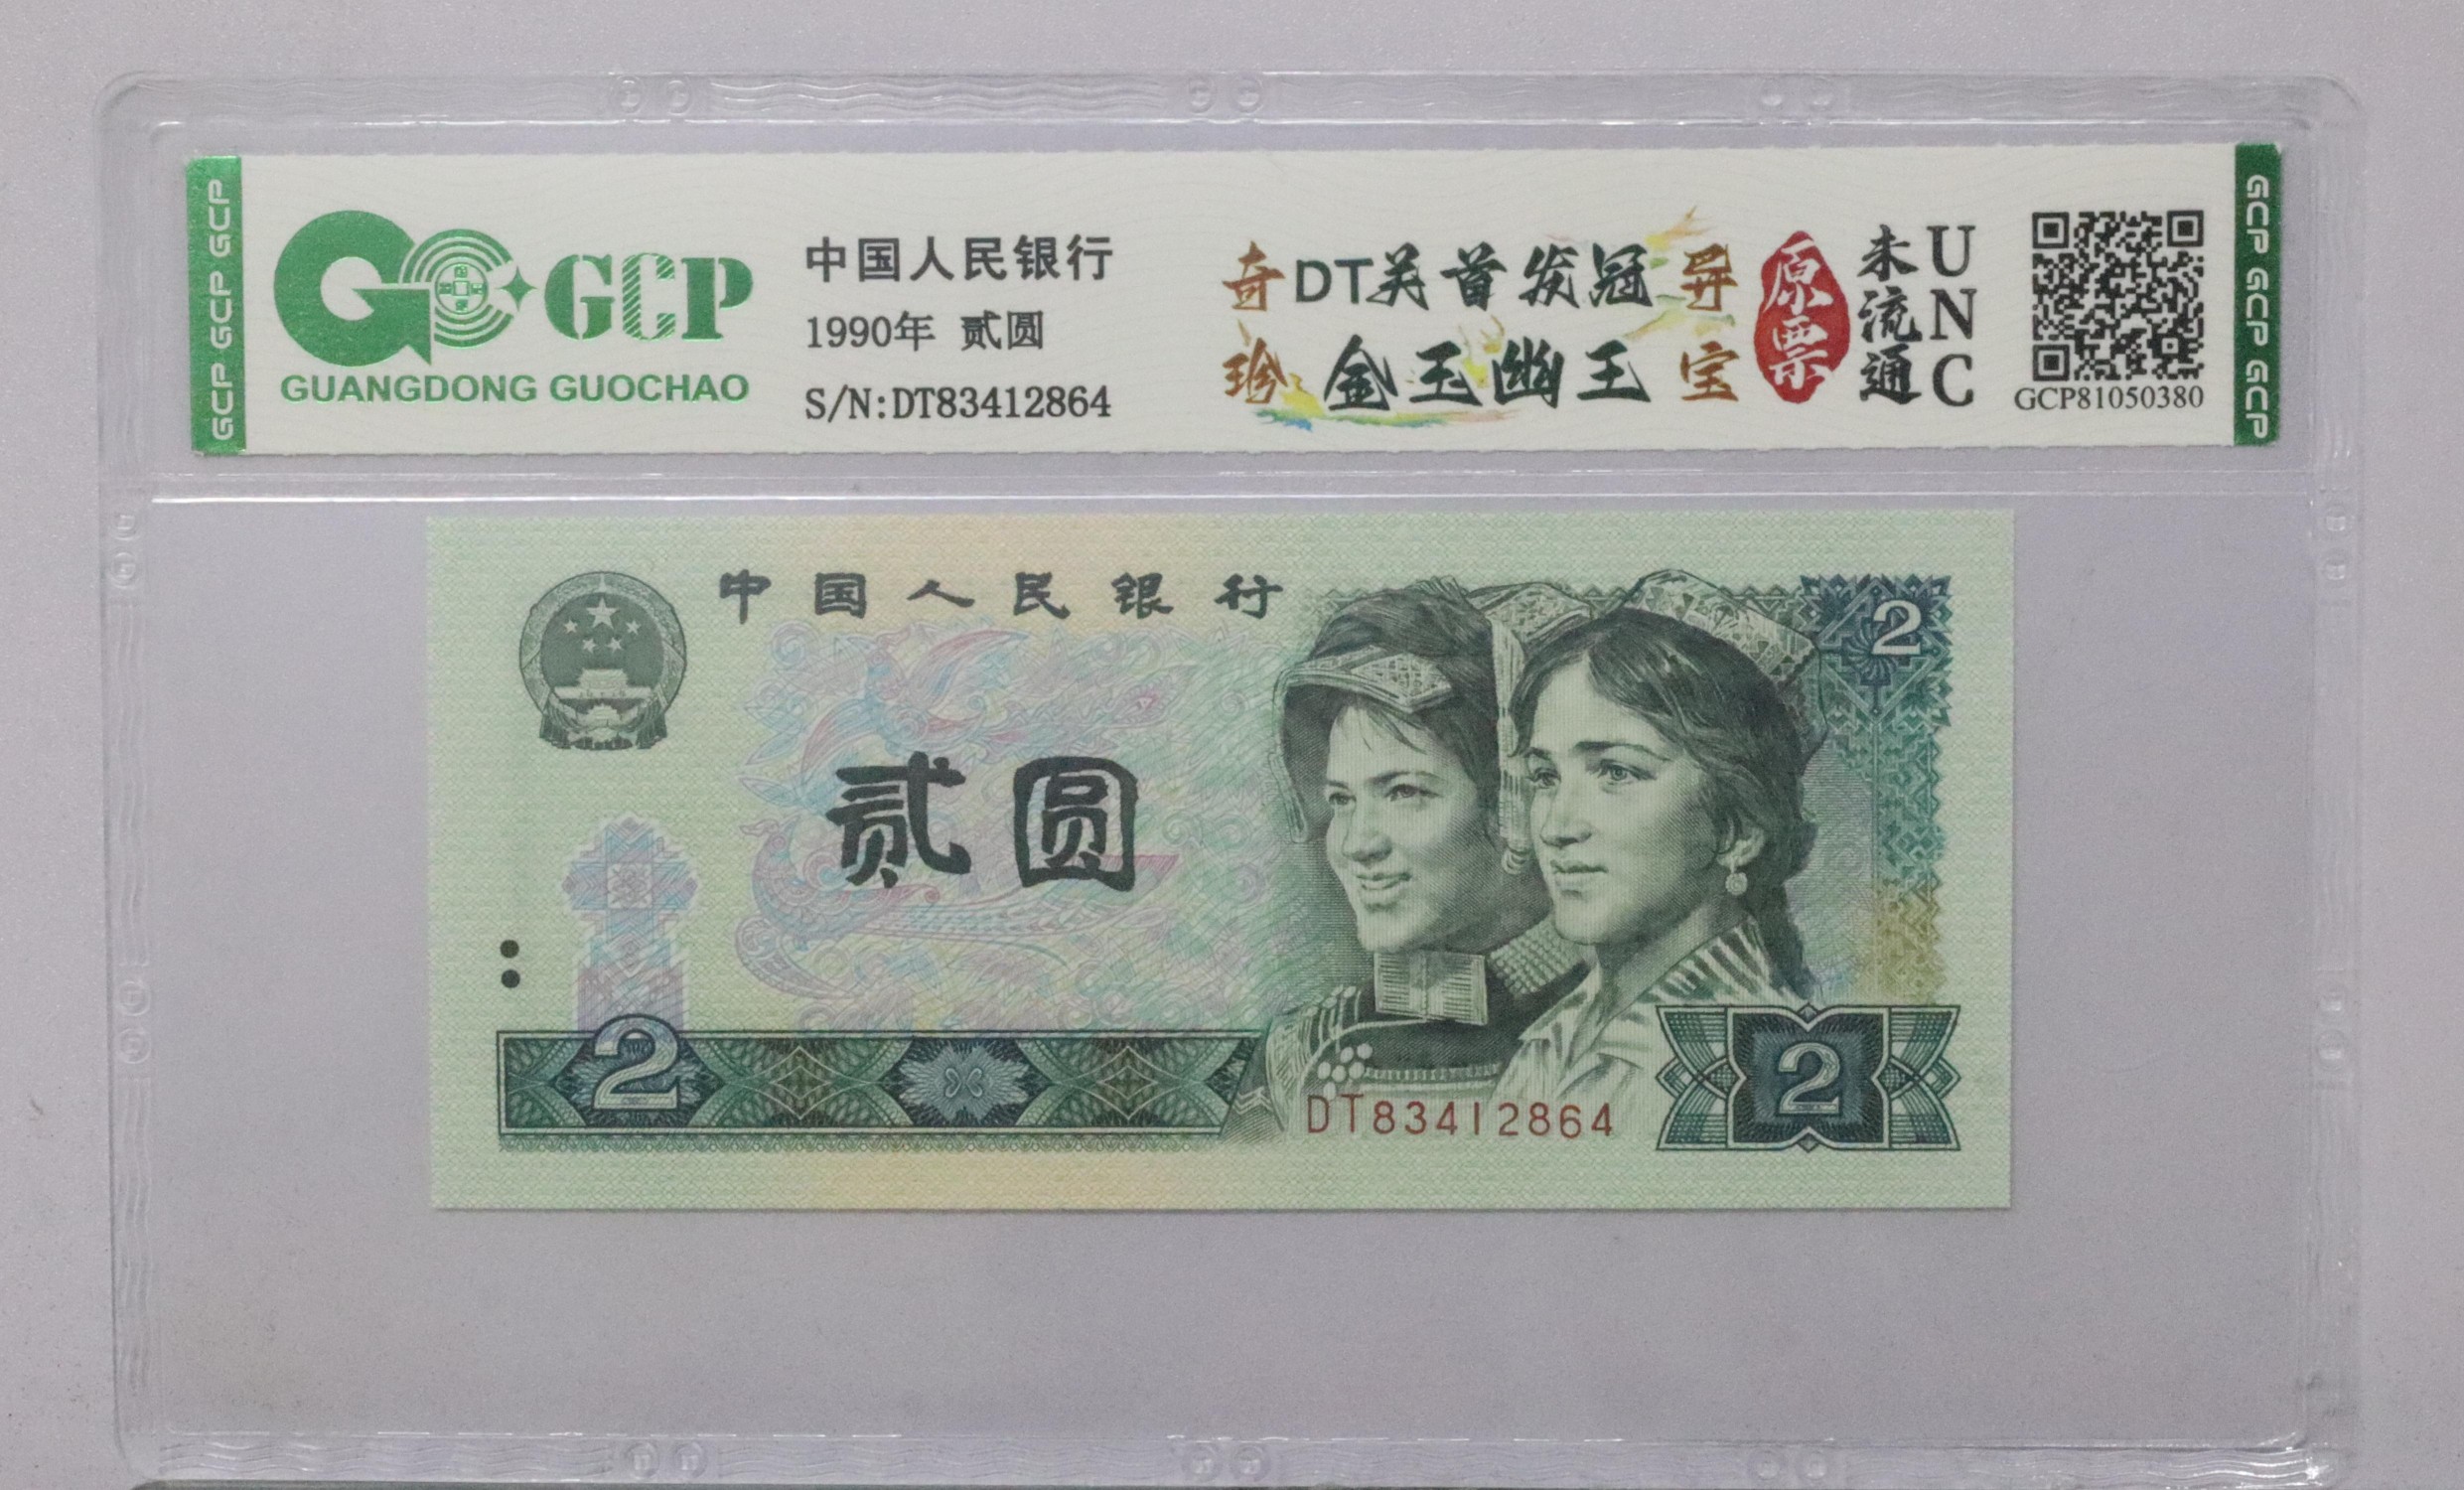 GCP GCP GCP
GCP
GUANGDONG GUOCHAO
中国人民银行
1990年 贰圆
S/N:DT83412864
奇珍
DT关首发冠
金玉幽王
异宝
原票
未流通
UNC
GCP81050380
GCP GCP GCP
中国人民银行
2
贰圆
2
DT83412864
2